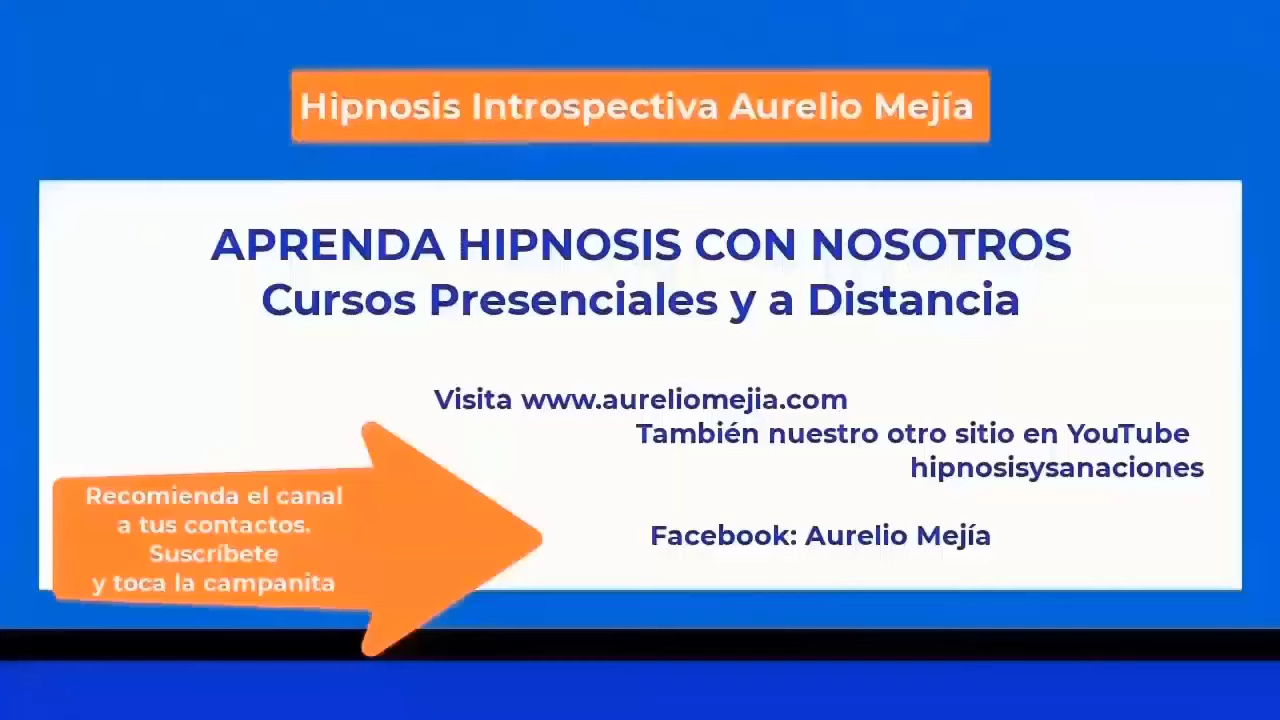 Hipnosis Introspectiva Aurelio Mejía
APRENDA HIPNOSIS CON NOSOTROS
Cursos Presenciales y a Distancia
Visita www.aureliomejia.com
También nuestro otro sitio en YouTube
hipnosisysanaciones
Facebook: Aurelio Mejía
Recomienda el canal
a tus contactos.
Suscríbete
y toca la campanita